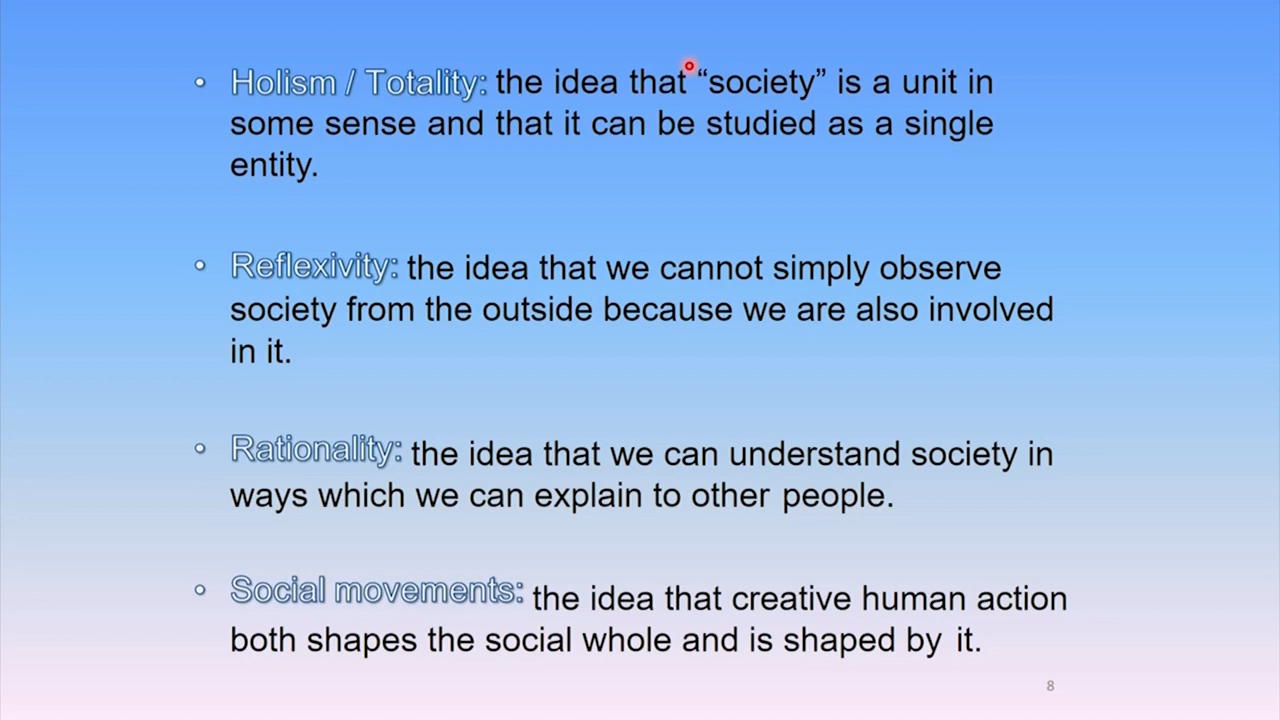 • Holism / Totality: the idea that “society” is a unit in
some sense and that it can be studied as a single
entity.
• Reflexivity: the idea that we cannot simply observe
society from the outside because we are also involved
in it.
• Rationality: the idea that we can understand society in
ways which we can explain to other people.
• Social movements: the idea that creative human action
both shapes the social whole and is shaped by it.
8